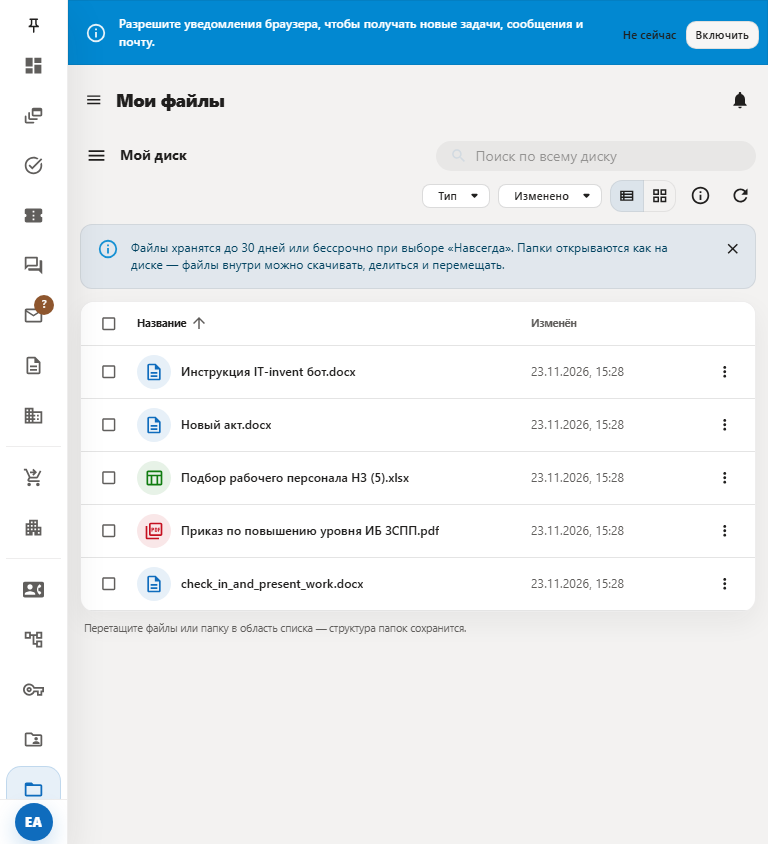 Разрешите уведомления браузера, чтобы получать новые задачи, сообщения и
почту.
Не сейчас
Включить
Мои файлы
Мой диск
Поиск по всему диску
Тип
Изменено
Файлы хранятся до 30 дней или бессрочно при выборе «Навсегда». Папки открываются как на
диске — файлы внутри можно скачивать, делиться и перемещать.
?
Название
Изменён
Инструкция IT-invent бот.docx
23.11.2026, 15:28
Новый акт.docx
23.11.2026, 15:28
Подбор рабочего персонала Н3 (5).xlsx
23.11.2026, 15:28
PDF
Приказ по повышению уровня ИБ ЗСПП.pdf
23.11.2026, 15:28
check_in_and_present_work.docx
23.11.2026, 15:28
Перетащите файлы или папку в область списка — структура папок сохранится.
EA